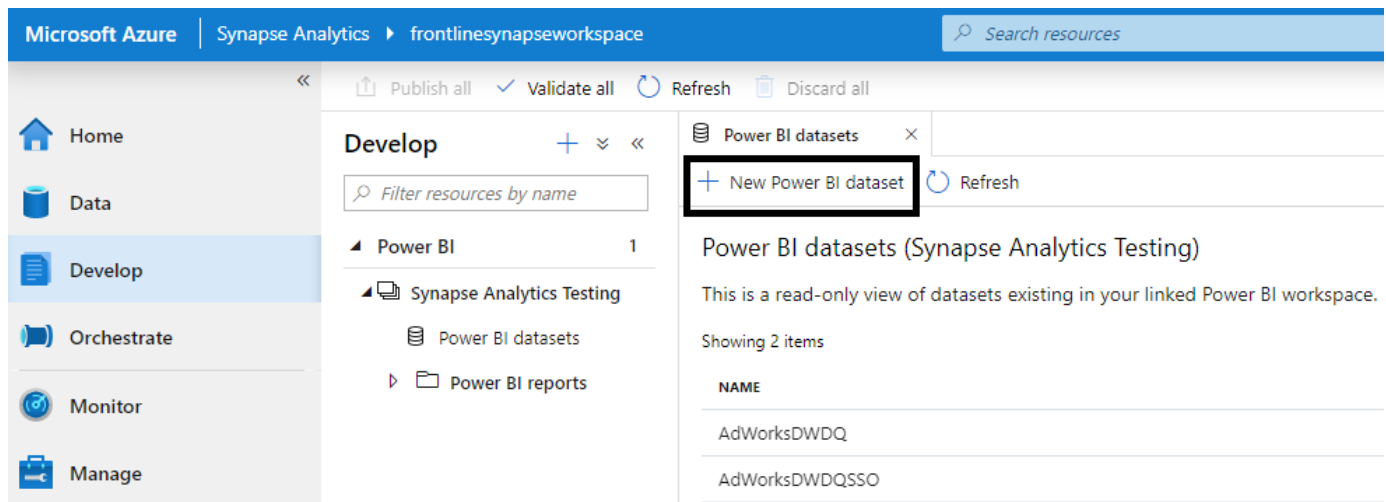 Microsoft Azure Synapse Analytics frontlinesynapseworkspace Search resources
Publish all Validate all Refresh Discard all
Home
Data
Develop
Orchestrate
Monitor
Manage
Develop
Filter resources by name
Power BI 1
Synapse Analytics Testing
Power BI datasets
Power BI reports
Power BI datasets
New Power BI dataset Refresh
Power BI datasets (Synapse Analytics Testing)
This is a read-only view of datasets existing in your linked Power BI workspace.
Showing 2 items
NAME
AdWorksDWDQ
AdWorksDWDQSSO